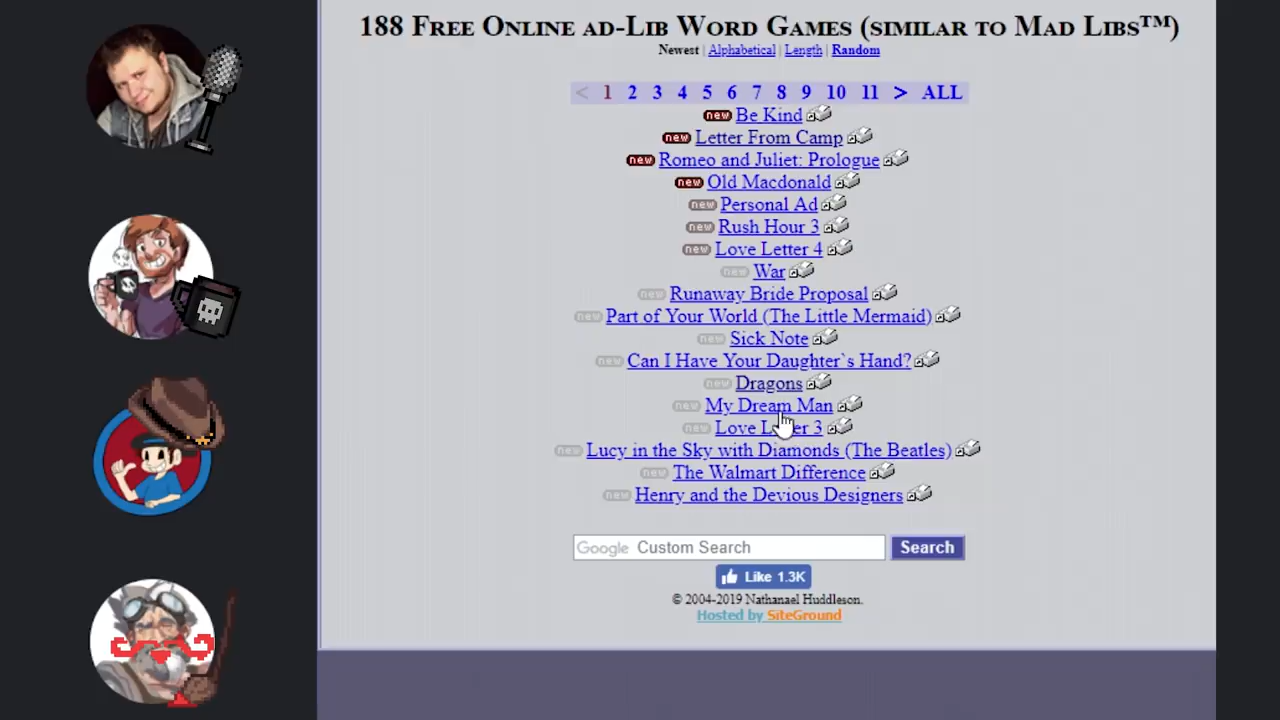 188 Free Online ad-Lib Word Games (similar to Mad Libs™)
Newest | Alphabetical | Length | Random
< 1 2 3 4 5 6 7 8 9 10 11 > ALL
new Be Kind
new Letter From Camp
new Romeo and Juliet: Prologue
new Old Macdonald
new Personal Ad
new Rush Hour 3
new Love Letter 4
new War
new Runaway Bride Proposal
new Part of Your World (The Little Mermaid)
new Sick Note
new Can I Have Your Daughter`s Hand?
new Dragons
new My Dream Man
new Love Letter 3
new Lucy in the Sky with Diamonds (The Beatles)
new The Walmart Difference
new Henry and the Devious Designers
Google Custom Search Search
Like 1.3K
© 2004-2019 Nathanael Huddleson.
Hosted by SiteGround